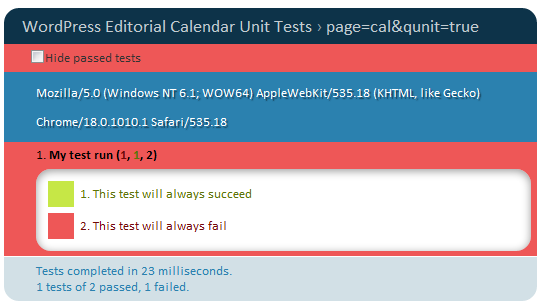 WordPress Editorial Calendar Unit Tests › page=cal&qunit=true
Hide passed tests
Mozilla/5.0 (Windows NT 6.1; WOW64) AppleWebKit/535.18 (KHTML, like Gecko)
Chrome/18.0.1010.1 Safari/535.18
1. My test run (1, 1, 2)
1. This test will always succeed
2. This test will always fail
Tests completed in 23 milliseconds.
1 tests of 2 passed, 1 failed.